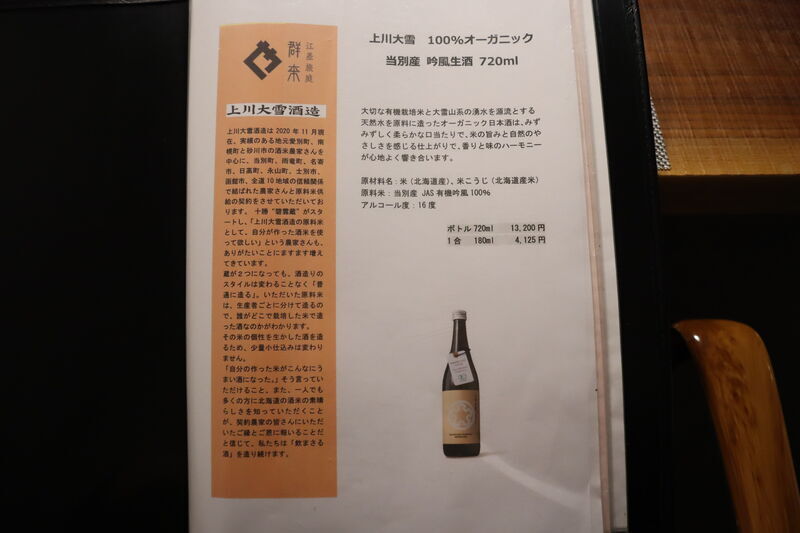 江差旅庭
群来
上川大雪酒造
上川大雪酒造は2020年11月現
在、実績のある地元愛別町、南
幌町と砂川市の酒米農家さんを
中心に、当別町、雨竜町、名寄
市、日高町、永山町、士別市、
函館市、全道10地域の信頼関係
で結ばれた農家さんと原料米供
給の契約をさせていただいてお
ります。十勝"碧雲蔵"がスタ
ートし、「上川大雪酒造の原料米
として、自分が作った酒米を使
って欲しい」という農家さんも、
ありがたいことにますます増え
てきています。
蔵が2つになっても、酒造りの
スタイルは変わることなく「普
通に造る」。いただいた原料米
は、生産者ごとに分けて造るの
で、誰がどこで栽培した米で造
った酒なのかがわかります。
その米の個性を生かした酒を造
るため、少量小仕込みは変わり
ません。
「自分の作った米がこんなにう
まい酒になった。」そう言ってい
ただけること、また、一人でも
多くの方に北海道の酒米の素晴
らしさを知っていただくこと
が、契約農家の皆さんにいただ
いたご縁とご恩に報いることだ
と信じて、私たちは「飲まさる
酒」を造り続けます。
上川大雪 100%オーガニック
当別産 吟風生酒 720ml
大切な有機栽培米と大雪山系の湧水を源流とする
天然水を原料に造ったオーガニック日本酒は、みず
みずしく柔らかな口当たりで、米の旨みと自然のや
さしさを感じる仕上がりで、香りと味のハーモニー
が心地よく響き合います。
原材料名:米(北海道産)、米こうじ(北海道産米)
原料米:当別産 JAS有機吟風100%
アルコール度:16度
ボトル720ml 13,200円
1合 180ml 4,125円